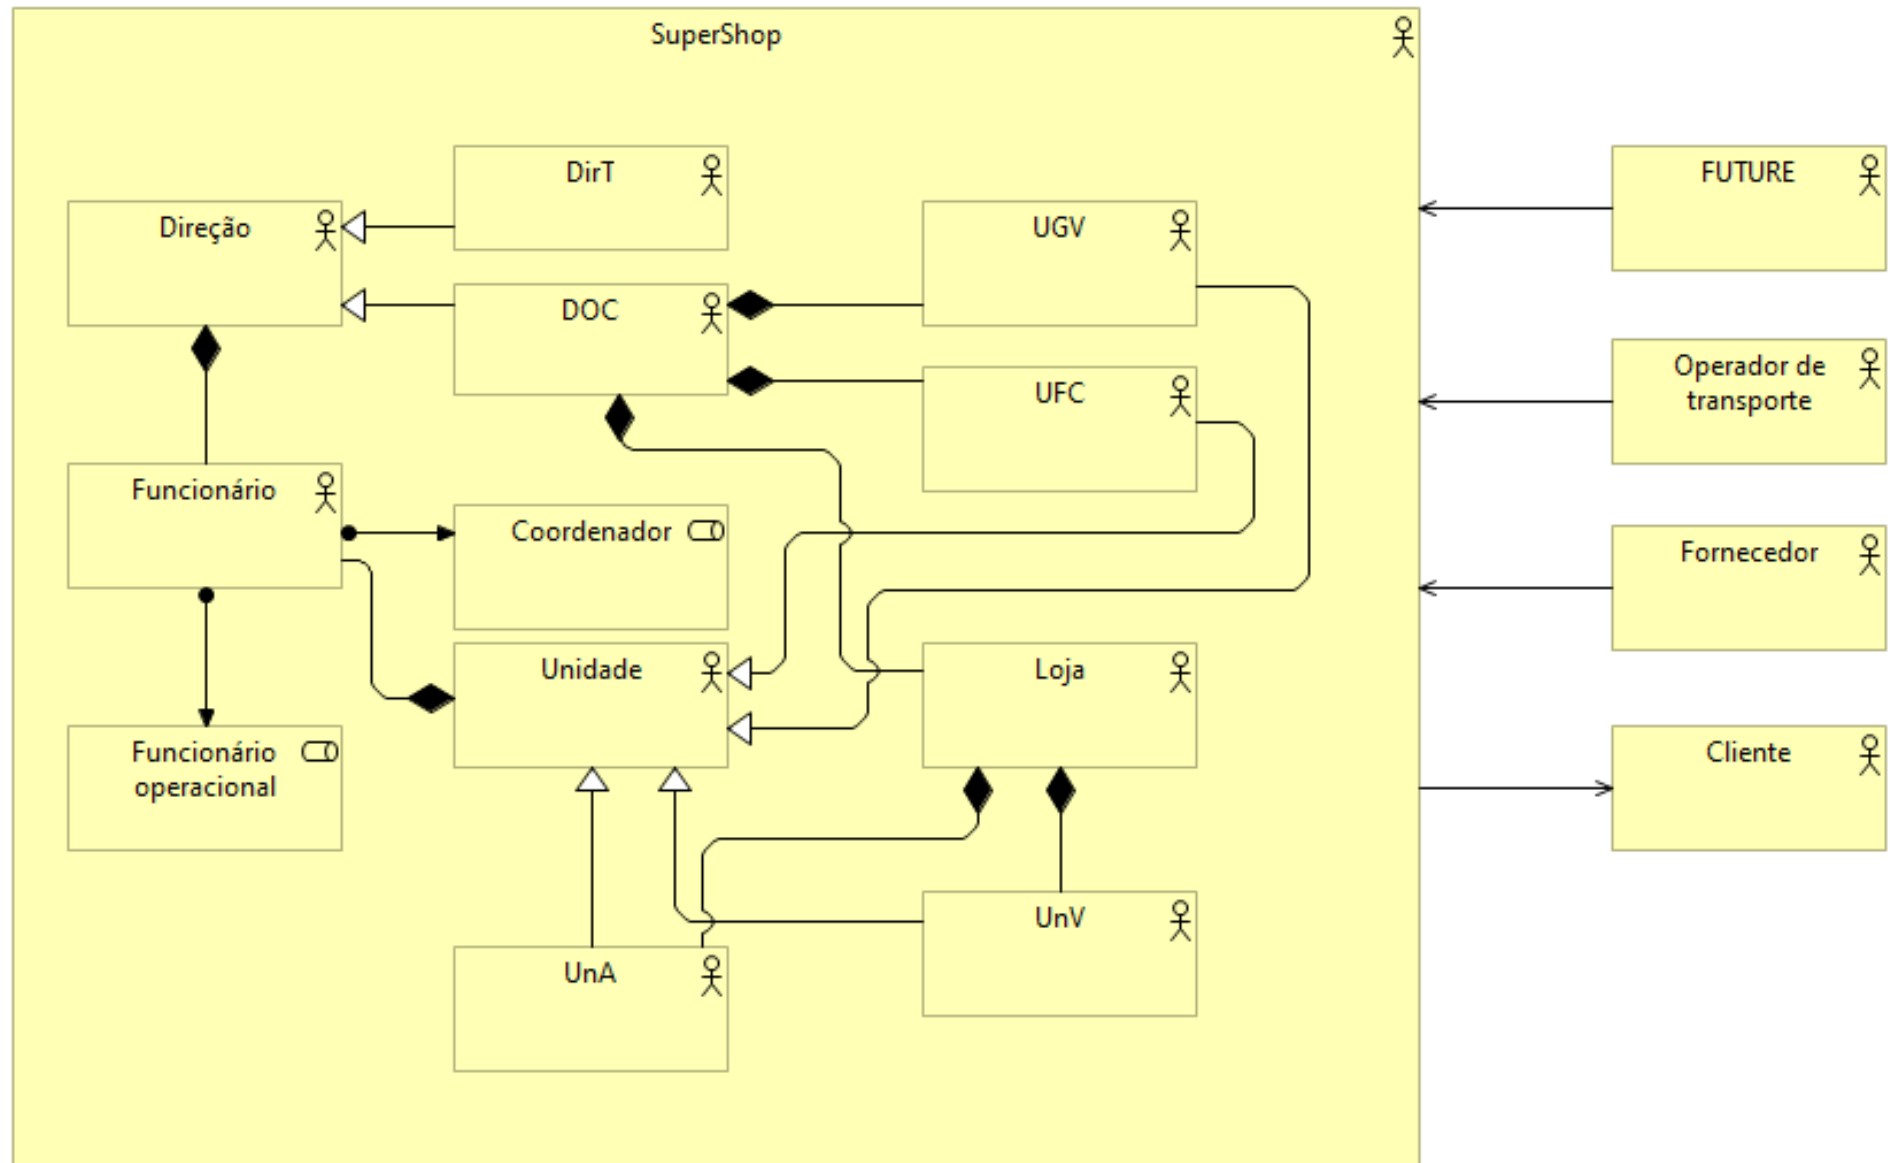 SuperShop
DirT
FUTURE
Direção
UGV
DOC
Operador de
transporte
UFC
Funcionário
Coordenador
Fornecedor
Unidade
Loja
Funcionário
operacional
Cliente
UnV
UnA